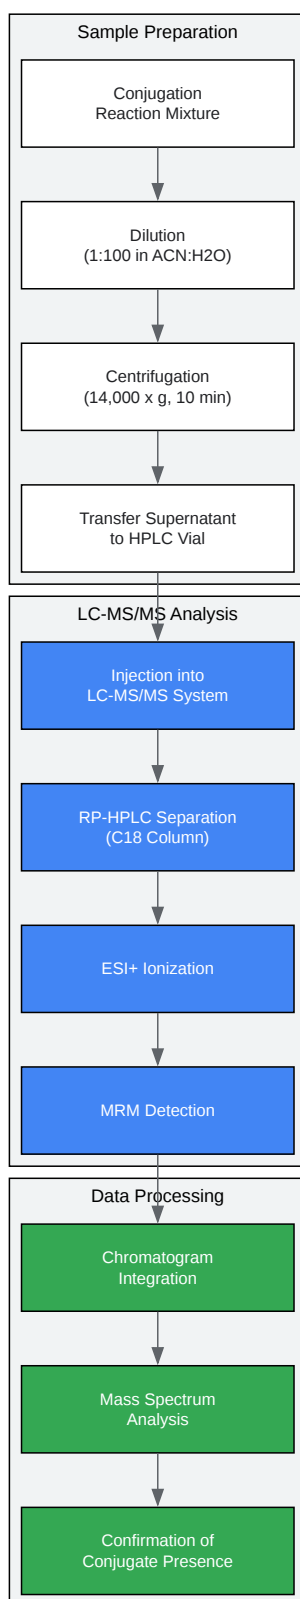 Sample Preparation
Conjugation
Reaction Mixture
Dilution
(1:100 in ACN:H2O)
Centrifugation
(14,000 x g, 10 min)
Transfer Supernatant
to HPLC Vial
LC-MS/MS Analysis
Injection into
LC-MS/MS System
RP-HPLC Separation
(C18 Column)
ESI+ Ionization
MRM Detection
Data Processing
Chromatogram
Integration
Mass Spectrum
Analysis
Confirmation of
Conjugate Presence